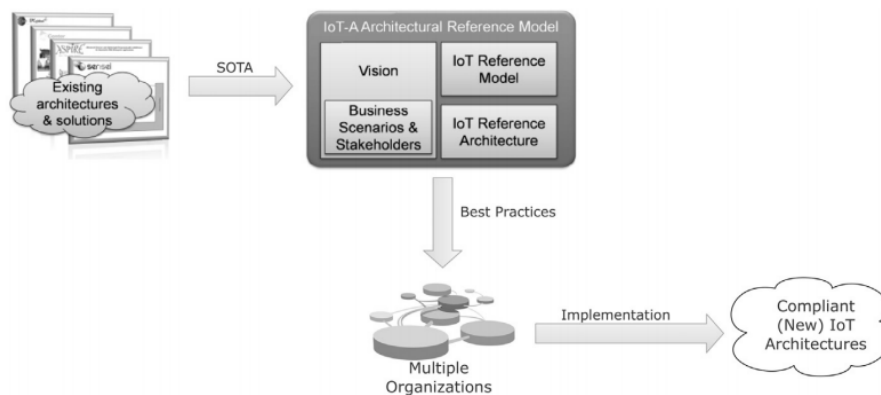 IoT-A Architectural Reference Model
sensei
Existing
architectures
& solutions
SOTA
Vision
Business
Scenarios &
Stakeholders
IoT Reference
Model
IoT Reference
Architecture
Best Practices
Multiple
Organizations
Implementation
Compliant
(New) IoT
Architectures